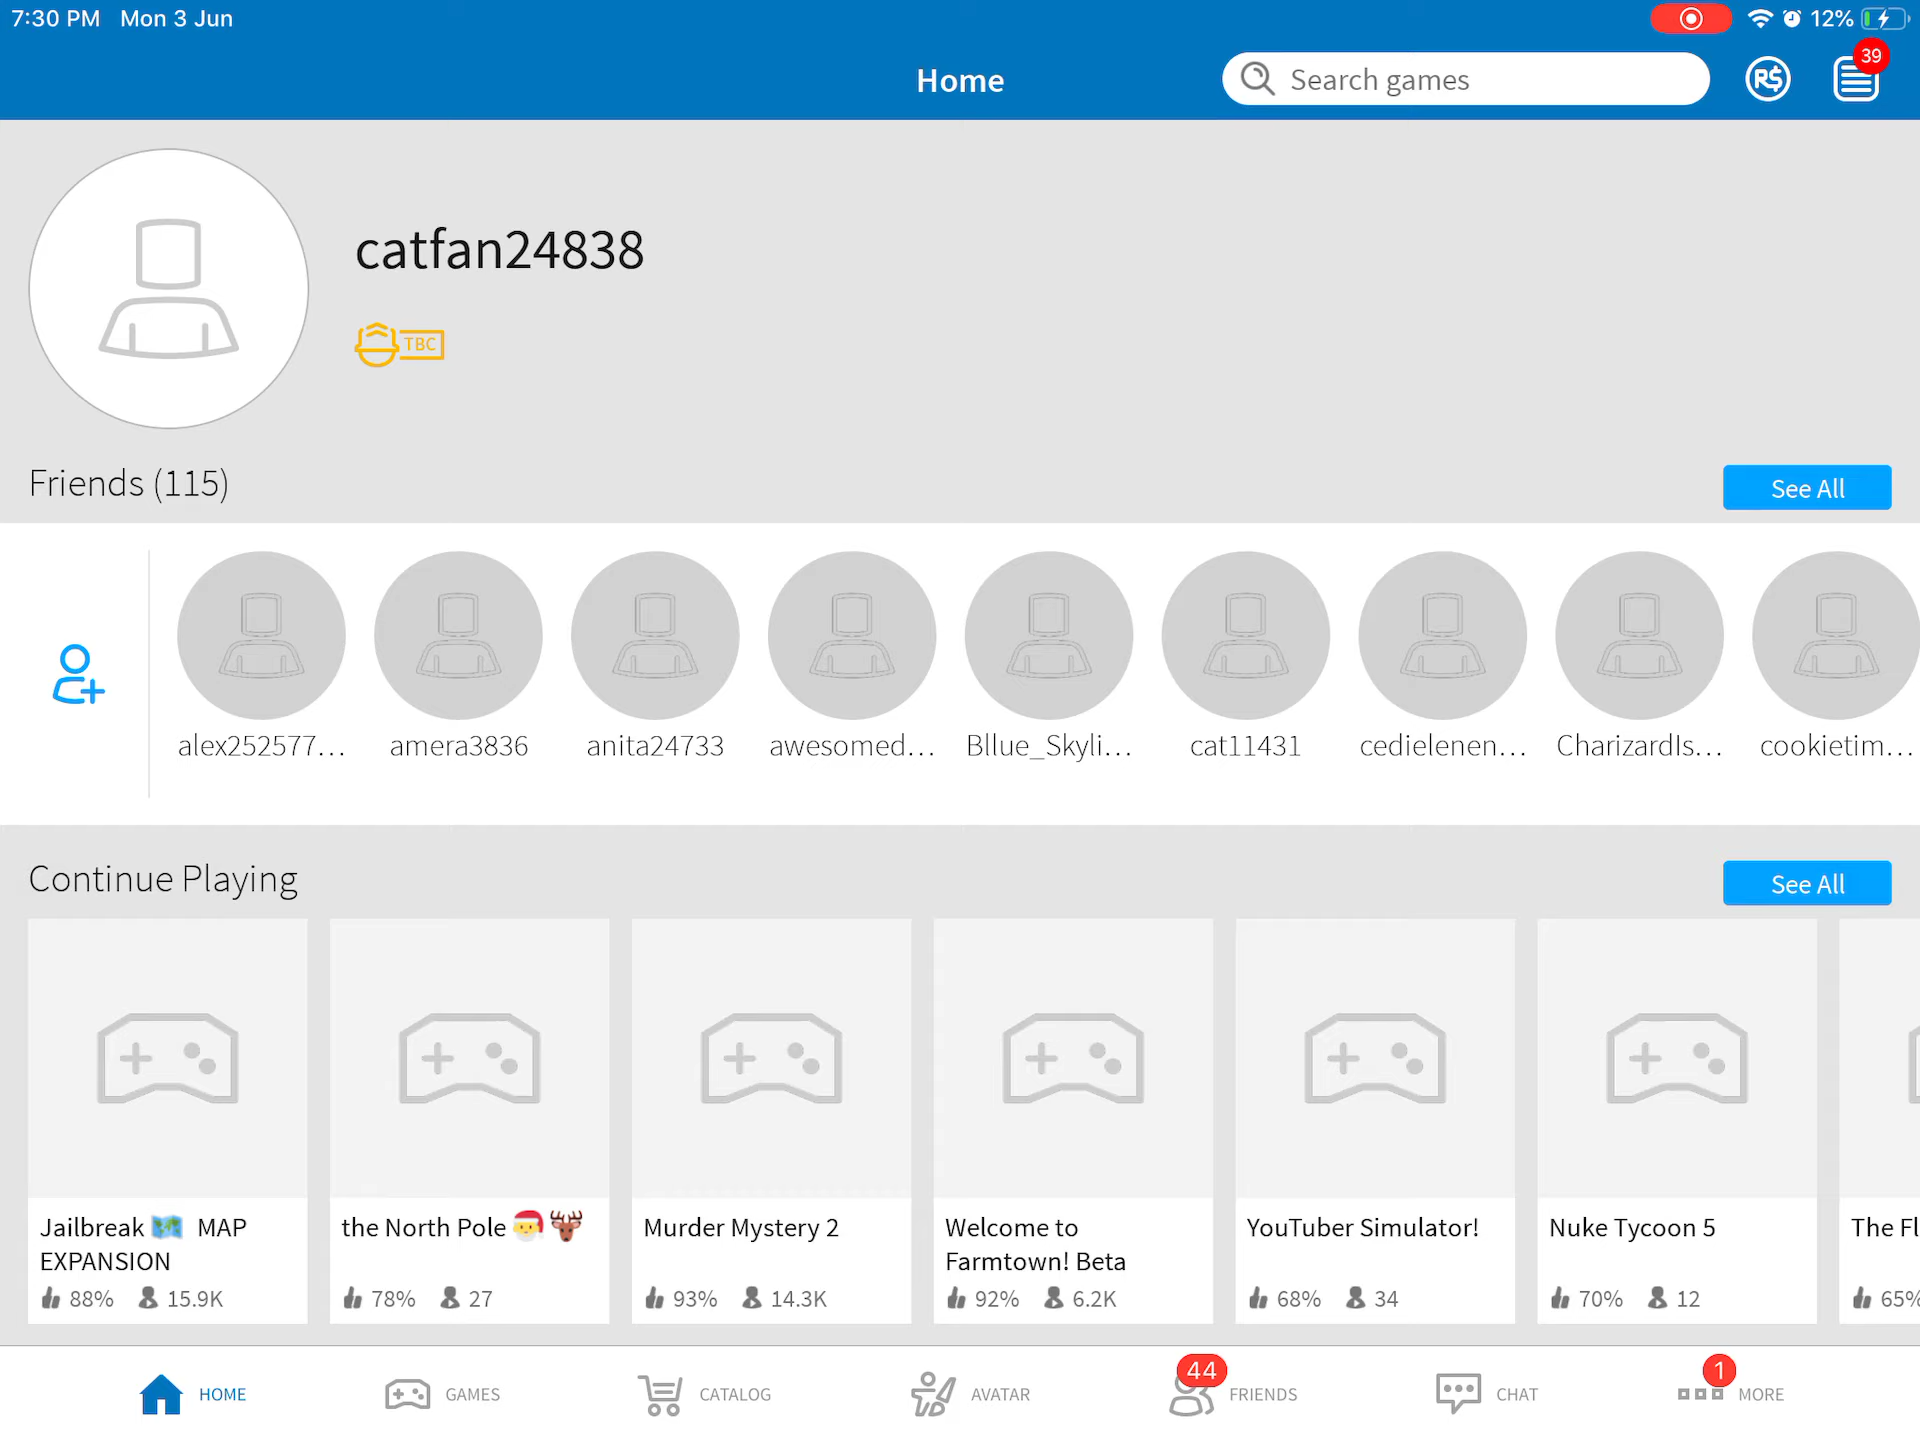 7:30 PM Mon 3 Jun
12%
Home
Search games
R$
39
catfan24838
TBC
Friends (115)
See All
alex252577... amera3836 anita24733 awesomed... Bllue_Skyli... cat11431 cedielenen... CharizardIs... cookietim...
Continue Playing
See All
Jailbreak 🗺️ MAP
EXPANSION
88% 15.9K
the North Pole 🎅🦌
78% 27
Murder Mystery 2
93% 14.3K
Welcome to
Farmtown! Beta
92% 6.2K
YouTuber Simulator!
68% 34
Nuke Tycoon 5
70% 12
The Fl
65%
HOME
GAMES
CATALOG
AVATAR
44
FRIENDS
CHAT
1
MORE